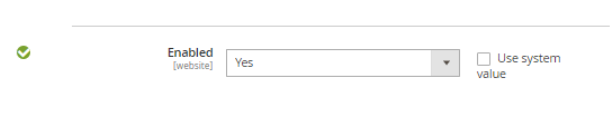 Enabled
[website]
Yes
Use system
value